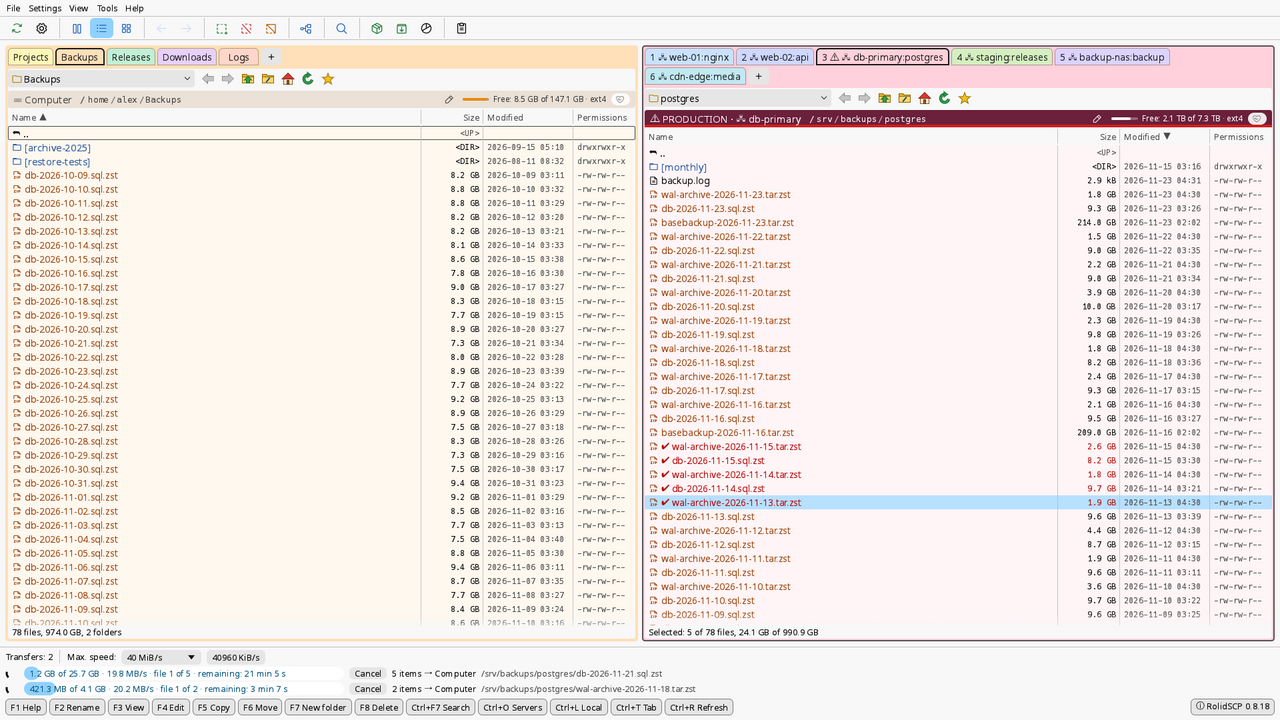 File Settings View Tools Help
Projects Backups Releases Downloads Logs +
Backups
Computer / home / alex / Backups Free: 8.5 GB of 147.1 GB · ext4
Name ▲ Size Modified Permissions
.. <UP>
[archive-2025] <DIR> 2026-09-15 05:10 drwxrwxr-x
[restore-tests] <DIR> 2026-08-11 08:32 drwxrwxr-x
db-2026-10-09.sql.zst 8.2 GB 2026-10-09 03:11 -rw-rw-r--
db-2026-10-10.sql.zst 8.8 GB 2026-10-10 03:32 -rw-rw-r--
db-2026-10-11.sql.zst 8.8 GB 2026-10-11 03:29 -rw-rw-r--
db-2026-10-12.sql.zst 8.2 GB 2026-10-12 03:20 -rw-rw-r--
db-2026-10-13.sql.zst 8.2 GB 2026-10-13 03:21 -rw-rw-r--
db-2026-10-14.sql.zst 8.1 GB 2026-10-14 03:33 -rw-rw-r--
db-2026-10-15.sql.zst 8.6 GB 2026-10-15 03:38 -rw-rw-r--
db-2026-10-16.sql.zst 7.8 GB 2026-10-16 03:30 -rw-rw-r--
db-2026-10-17.sql.zst 9.0 GB 2026-10-17 03:27 -rw-rw-r--
db-2026-10-18.sql.zst 8.3 GB 2026-10-18 03:15 -rw-rw-r--
db-2026-10-19.sql.zst 7.7 GB 2026-10-19 03:15 -rw-rw-r--
db-2026-10-20.sql.zst 8.9 GB 2026-10-20 03:27 -rw-rw-r--
db-2026-10-21.sql.zst 7.3 GB 2026-10-21 03:34 -rw-rw-r--
db-2026-10-22.sql.zst 8.0 GB 2026-10-22 03:28 -rw-rw-r--
db-2026-10-23.sql.zst 8.9 GB 2026-10-23 03:39 -rw-rw-r--
db-2026-10-24.sql.zst 7.7 GB 2026-10-24 03:22 -rw-rw-r--
db-2026-10-25.sql.zst 9.2 GB 2026-10-25 03:13 -rw-rw-r--
db-2026-10-26.sql.zst 8.9 GB 2026-10-26 03:29 -rw-rw-r--
db-2026-10-27.sql.zst 7.5 GB 2026-10-27 03:18 -rw-rw-r--
db-2026-10-28.sql.zst 8.3 GB 2026-10-28 03:26 -rw-rw-r--
db-2026-10-29.sql.zst 7.3 GB 2026-10-29 03:16 -rw-rw-r--
db-2026-10-30.sql.zst 7.5 GB 2026-10-30 03:17 -rw-rw-r--
db-2026-10-31.sql.zst 9.4 GB 2026-10-31 03:23 -rw-rw-r--
db-2026-11-01.sql.zst 9.2 GB 2026-11-01 03:29 -rw-rw-r--
db-2026-11-02.sql.zst 8.5 GB 2026-11-02 03:16 -rw-rw-r--
db-2026-11-03.sql.zst 7.7 GB 2026-11-03 03:13 -rw-rw-r--
db-2026-11-04.sql.zst 7.5 GB 2026-11-04 03:40 -rw-rw-r--
db-2026-11-05.sql.zst 8.8 GB 2026-11-05 03:30 -rw-rw-r--
db-2026-11-06.sql.zst 9.4 GB 2026-11-06 03:11 -rw-rw-r--
db-2026-11-07.sql.zst 8.7 GB 2026-11-07 03:35 -rw-rw-r--
db-2026-11-08.sql.zst 7.7 GB 2026-11-08 03:27 -rw-rw-r--
db-2026-11-09.sql.zst 8.4 GB 2026-11-09 03:24 -rw-rw-r--
db-2026-11-10.sql.zst 8.6 GB 2026-11-10 03:16 -rw-rw-r--
78 files, 974.0 GB, 2 folders
1 web-01:nginx 2 web-02:api 3 ⚠ db-primary:postgres 4 staging:releases 5 backup-nas:backup
6 cdn-edge:media +
postgres
PRODUCTION · db-primary / srv / backups / postgres Free: 2.1 TB of 7.3 TB · ext4
Name Size Modified ▼ Permissions
.. <UP>
[monthly] <DIR> 2026-11-15 03:16 drwxrwxr-x
backup.log 2.9 kB 2026-11-23 04:31 -rw-rw-r--
wal-archive-2026-11-23.tar.zst 1.8 GB 2026-11-23 04:30 -rw-rw-r--
db-2026-11-23.sql.zst 9.3 GB 2026-11-23 03:26 -rw-rw-r--
basebackup-2026-11-23.tar.zst 214.0 GB 2026-11-23 02:02 -rw-rw-r--
wal-archive-2026-11-22.tar.zst 1.5 GB 2026-11-22 04:30 -rw-rw-r--
db-2026-11-22.sql.zst 9.0 GB 2026-11-22 03:35 -rw-rw-r--
wal-archive-2026-11-21.tar.zst 2.2 GB 2026-11-21 04:30 -rw-rw-r--
db-2026-11-21.sql.zst 9.0 GB 2026-11-21 03:34 -rw-rw-r--
wal-archive-2026-11-20.tar.zst 3.9 GB 2026-11-20 04:30 -rw-rw-r--
db-2026-11-20.sql.zst 10.0 GB 2026-11-20 03:17 -rw-rw-r--
wal-archive-2026-11-19.tar.zst 2.3 GB 2026-11-19 04:30 -rw-rw-r--
db-2026-11-19.sql.zst 9.8 GB 2026-11-19 03:26 -rw-rw-r--
wal-archive-2026-11-18.tar.zst 1.8 GB 2026-11-18 04:30 -rw-rw-r--
db-2026-11-18.sql.zst 8.2 GB 2026-11-18 03:36 -rw-rw-r--
wal-archive-2026-11-17.tar.zst 2.4 GB 2026-11-17 04:30 -rw-rw-r--
db-2026-11-17.sql.zst 9.3 GB 2026-11-17 03:15 -rw-rw-r--
wal-archive-2026-11-16.tar.zst 2.1 GB 2026-11-16 04:30 -rw-rw-r--
db-2026-11-16.sql.zst 9.5 GB 2026-11-16 03:27 -rw-rw-r--
basebackup-2026-11-16.tar.zst 209.0 GB 2026-11-16 02:02 -rw-rw-r--
✔ wal-archive-2026-11-15.tar.zst 2.6 GB 2026-11-15 04:30 -rw-rw-r--
✔ db-2026-11-15.sql.zst 8.2 GB 2026-11-15 03:30 -rw-rw-r--
✔ wal-archive-2026-11-14.tar.zst 1.8 GB 2026-11-14 04:30 -rw-rw-r--
✔ db-2026-11-14.sql.zst 9.7 GB 2026-11-14 03:21 -rw-rw-r--
✔ wal-archive-2026-11-13.tar.zst 1.9 GB 2026-11-13 04:30 -rw-rw-r--
db-2026-11-13.sql.zst 9.6 GB 2026-11-13 03:39 -rw-rw-r--
wal-archive-2026-11-12.tar.zst 4.4 GB 2026-11-12 04:30 -rw-rw-r--
db-2026-11-12.sql.zst 8.7 GB 2026-11-12 03:15 -rw-rw-r--
wal-archive-2026-11-11.tar.zst 1.9 GB 2026-11-11 04:30 -rw-rw-r--
db-2026-11-11.sql.zst 9.6 GB 2026-11-11 03:11 -rw-rw-r--
wal-archive-2026-11-10.tar.zst 3.6 GB 2026-11-10 04:30 -rw-rw-r--
db-2026-11-10.sql.zst 9.7 GB 2026-11-10 03:22 -rw-rw-r--
db-2026-11-09.sql.zst 9.6 GB 2026-11-09 03:25 -rw-rw-r--
Selected: 5 of 78 files, 24.1 GB of 990.9 GB
Transfers: 2 Max. speed: 40 MiB/s 40960 KiB/s
1.2 GB of 25.7 GB · 19.8 MB/s · file 1 of 5 · remaining: 21 min 5 s Cancel 5 items → Computer /srv/backups/postgres/db-2026-11-21.sql.zst
421.3 MB of 4.1 GB · 20.2 MB/s · file 1 of 2 · remaining: 3 min 7 s Cancel 2 items → Computer /srv/backups/postgres/wal-archive-2026-11-18.tar.zst
F1 Help F2 Rename F3 View F4 Edit F5 Copy F6 Move F7 New folder F8 Delete Ctrl+F7 Search Ctrl+O Servers Ctrl+L Local Ctrl+T Tab Ctrl+R Refresh ⓘ RolidSCP 0.8.18